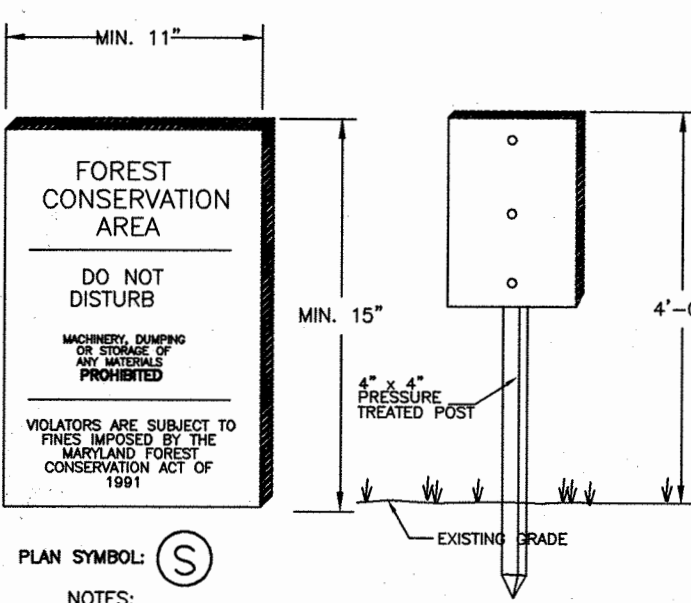 MIN. 11"
FOREST
CONSERVATION
AREA
DO NOT
DISTURB
MACHINERY, DUMPING
OR STORAGE OF
ANY MATERIALS
PROHIBITED
VIOLATORS ARE SUBJECT TO
FINES IMPOSED BY THE
MARYLAND FOREST
CONSERVATION ACT OF
1991
MIN. 15"
4" x 4"
PRESSURE
TREATED POST
4'-0
EXISTING GRADE
PLAN SYMBOL: S
NOTES: